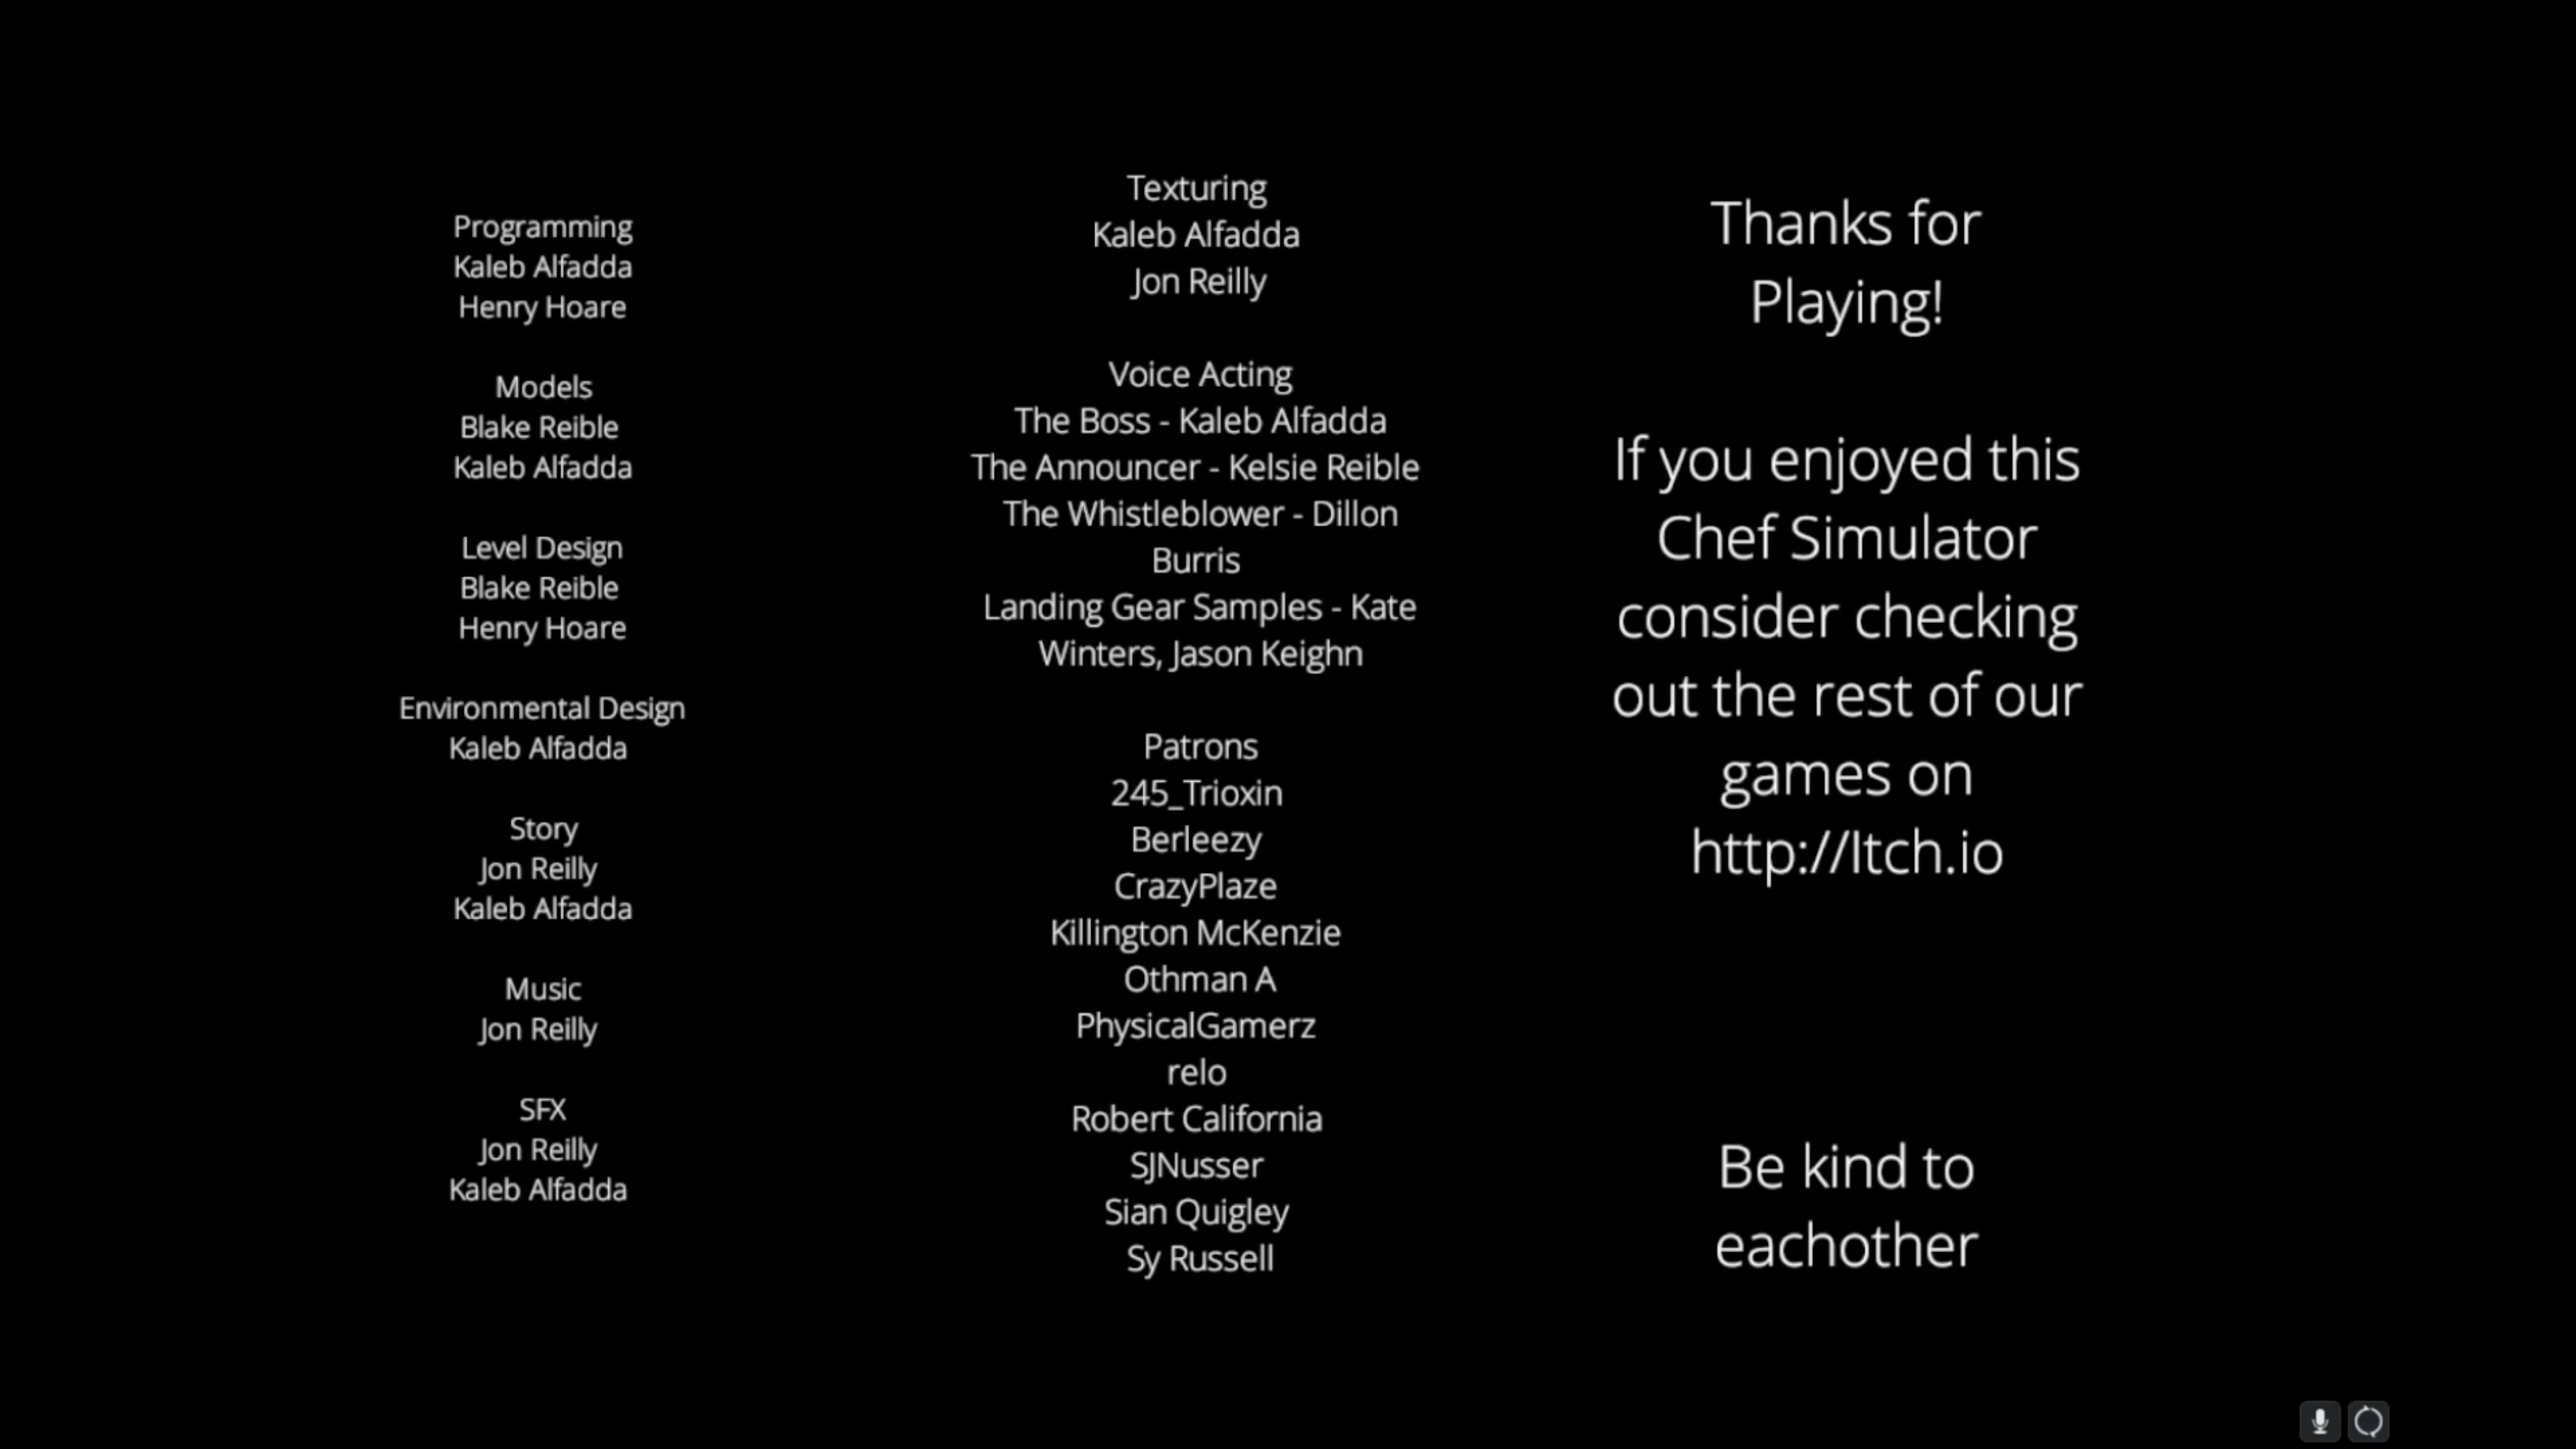 Programming
Kaleb Alfadda
Henry Hoare
Models
Blake Reible
Kaleb Alfadda
Level Design
Blake Reible
Henry Hoare
Environmental Design
Kaleb Alfadda
Story
Jon Reilly
Kaleb Alfadda
Music
Jon Reilly
SFX
Jon Reilly
Kaleb Alfadda
Texturing
Kaleb Alfadda
Jon Reilly
Voice Acting
The Boss - Kaleb Alfadda
The Announcer - Kelsie Reible
The Whistleblower - Dillon
Burris
Landing Gear Samples - Kate
Winters, Jason Keighn
Patrons
245_Trioxin
Berleezy
CrazyPlaze
Killington McKenzie
Othman A
PhysicalGamerz
relo
Robert California
SJNusser
Sian Quigley
Sy Russell
Thanks for
Playing!
If you enjoyed this
Chef Simulator
consider checking
out the rest of our
games on
http://Itch.io
Be kind to
eachother